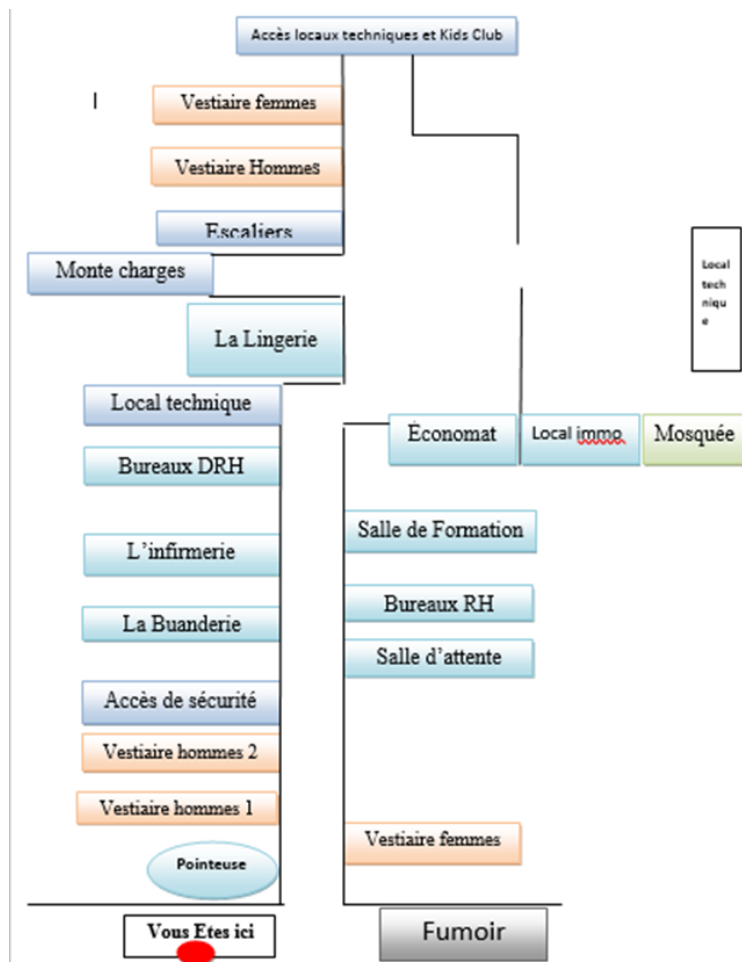 Accès locaux techniques et Kids Club
Vestiaire femmes
Vestiaire Hommes
Escaliers
Monte charges
Local
tech
niqu
e
La Lingerie
Local technique
Économat
Local immo
Mosquée
Bureaux DRH
Salle de Formation
L'infirmerie
Bureaux RH
La Buanderie
Salle d'attente
Accès de sécurité
Vestiaire hommes 2
Vestiaire hommes 1
Vestiaire femmes
Pointeuse
Vous Etes ici
Fumoir